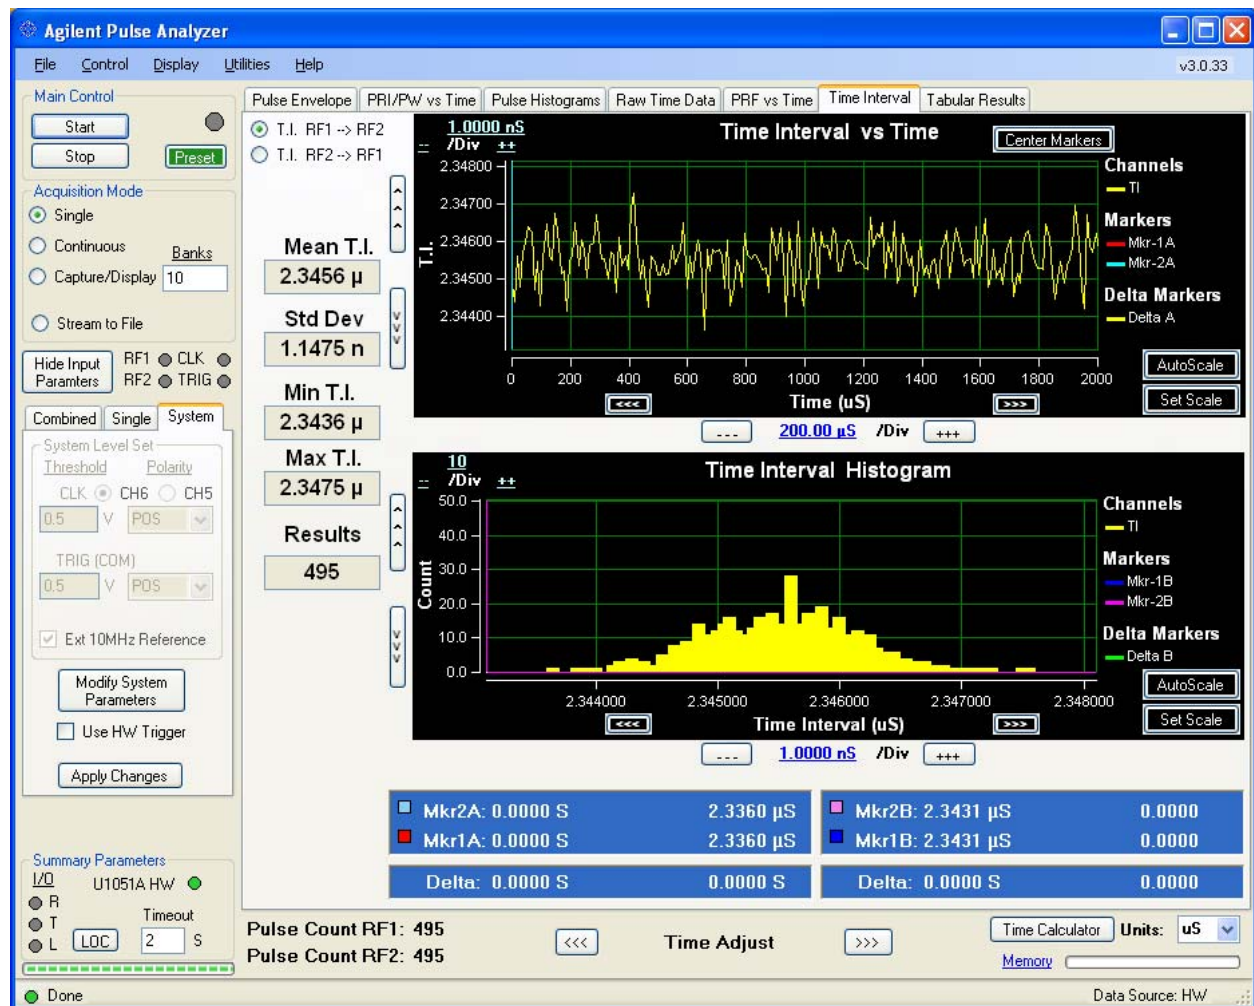 Agilent Pulse Analyzer
File Control Display Utilities Help v3.0.33
Main Control
Start
Stop Preset
Acquisition Mode
Single
Continuous
Banks
Capture/Display 10
Stream to File
Hide Input Paramters
RF1 CLK
RF2 TRIG
Combined Single System
System Level Set
Threshold Polarity
CLK CH6 CH5
0.5 V POS
TRIG (COM)
0.5 V POS
Ext 10MHz Reference
Modify System Parameters
Use HW Trigger
Apply Changes
Summary Parameters
I/O U1051A HW
R
T
L
LOC
Timeout
2 S
Done
Pulse Envelope PRI/PW vs Time Pulse Histograms Raw Time Data PRF vs Time Time Interval Tabular Results
T.I. RF1 --> RF2
T.I. RF2 --> RF1
Mean T.I.
2.3456 µ
Std Dev
1.1475 n
Min T.I.
2.3436 µ
Max T.I.
2.3475 µ
Results
495
1.0000 nS
-- /Div ++
Time Interval vs Time
Center Markers
2.34800
2.34700
2.34600
2.34500
2.34400
T.I.
0 200 400 600 800 1000 1200 1400 1600 1800 2000
<<< Time (uS) >>>
Channels
TI
Markers
Mkr-1A
Mkr-2A
Delta Markers
Delta A
AutoScale
Set Scale
--- 200.00 µS /Div +++
10
-- /Div ++
Time Interval Histogram
50.0
40.0
30.0
20.0
10.0
0.0
Count
2.344000 2.345000 2.346000 2.347000 2.348000
<<< Time Interval (uS) >>>
Channels
TI
Markers
Mkr-1B
Mkr-2B
Delta Markers
Delta B
AutoScale
Set Scale
--- 1.0000 nS /Div +++
Mkr2A: 0.0000 S 2.3360 µS
Mkr1A: 0.0000 S 2.3360 µS
Delta: 0.0000 S 0.0000 S
Mkr2B: 2.3431 µS 0.0000
Mkr1B: 2.3431 µS 0.0000
Delta: 0.0000 S 0.0000
Pulse Count RF1: 495
Pulse Count RF2: 495
<<< Time Adjust >>>
Time Calculator Units: uS
Memory
Data Source: HW